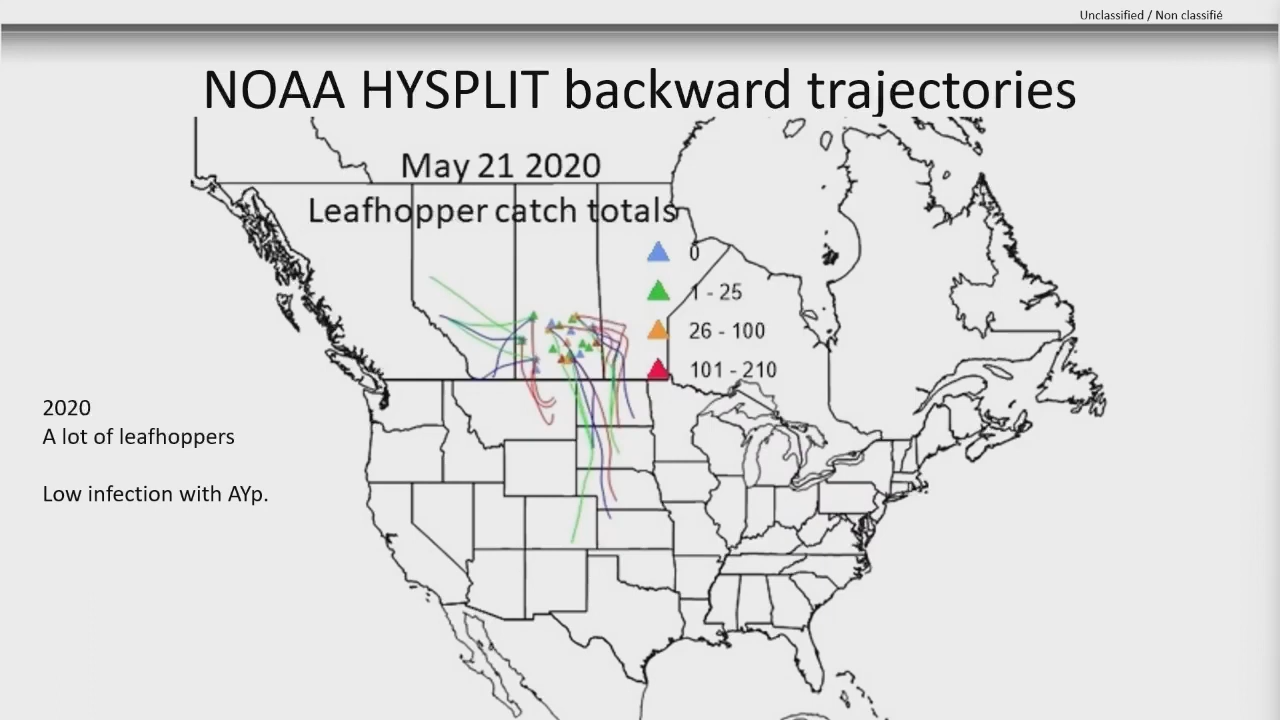 Unclassified / Non classifié
NOAA HYSPLIT backward trajectories
May 21 2020
Leafhopper catch totals
0
1 - 25
26 - 100
101 - 210
2020
A lot of leafhoppers
Low infection with AYp.